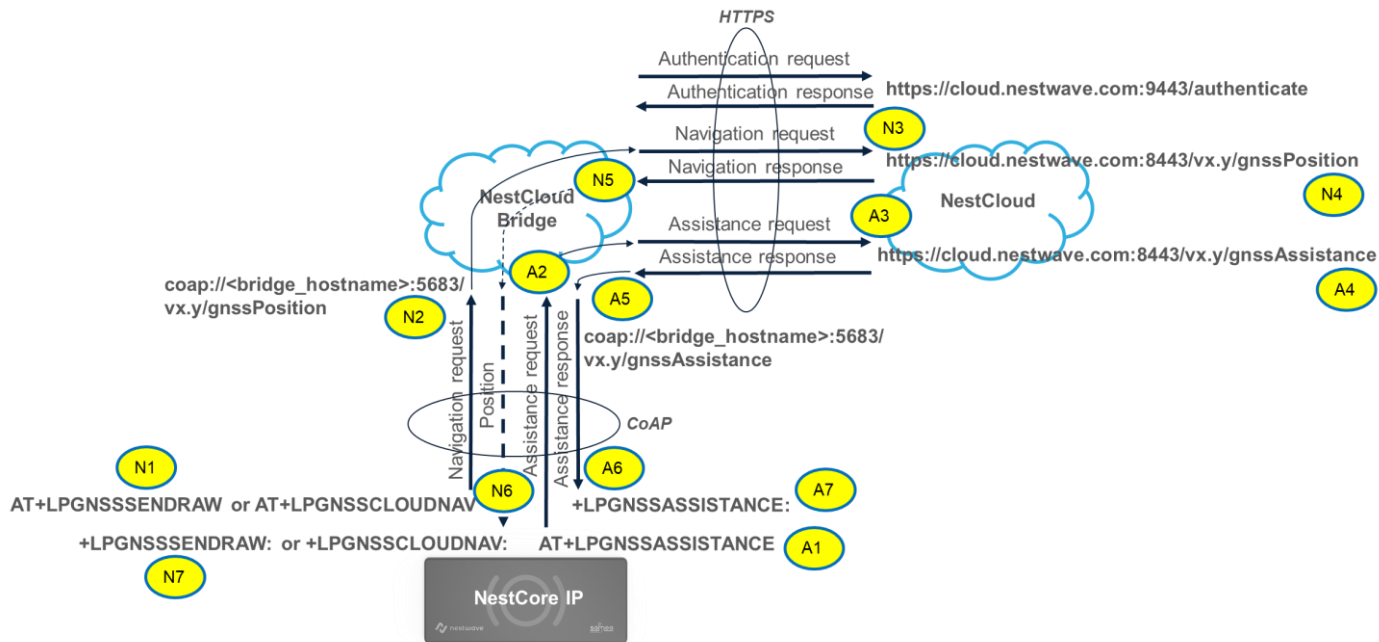 HTTPS
Authentication request
https://cloud.nestwave.com:9443/authenticate
Authentication response
N3
Navigation request
https://cloud.nestwave.com:8443/vx.y/gnssPosition
Navigation response
N5
N4
NestCloud
Bridge
A3
NestCloud
Assistance request
https://cloud.nestwave.com:8443/vx.y/gnssAssistance
Assistance response
A2
A5
A4
coap://<bridge_hostname>:5683/
vx.y/gnssPosition
N2
coap://<bridge_hostname>:5683/
vx.y/gnssAssistance
Navigation request
Position
Assistance request
Assistance response
CoAP
N1
A6
N6
A7
AT+LPGNSSSENDRAW or AT+LPGNSSCLOUDNAV
+LPGNSSASSISTANCE:
+LPGNSSSENDRAW: or +LPGNSSCLOUDNAV:
AT+LPGNSSASSISTANCE
A1
N7
NestCore IP
nestwave